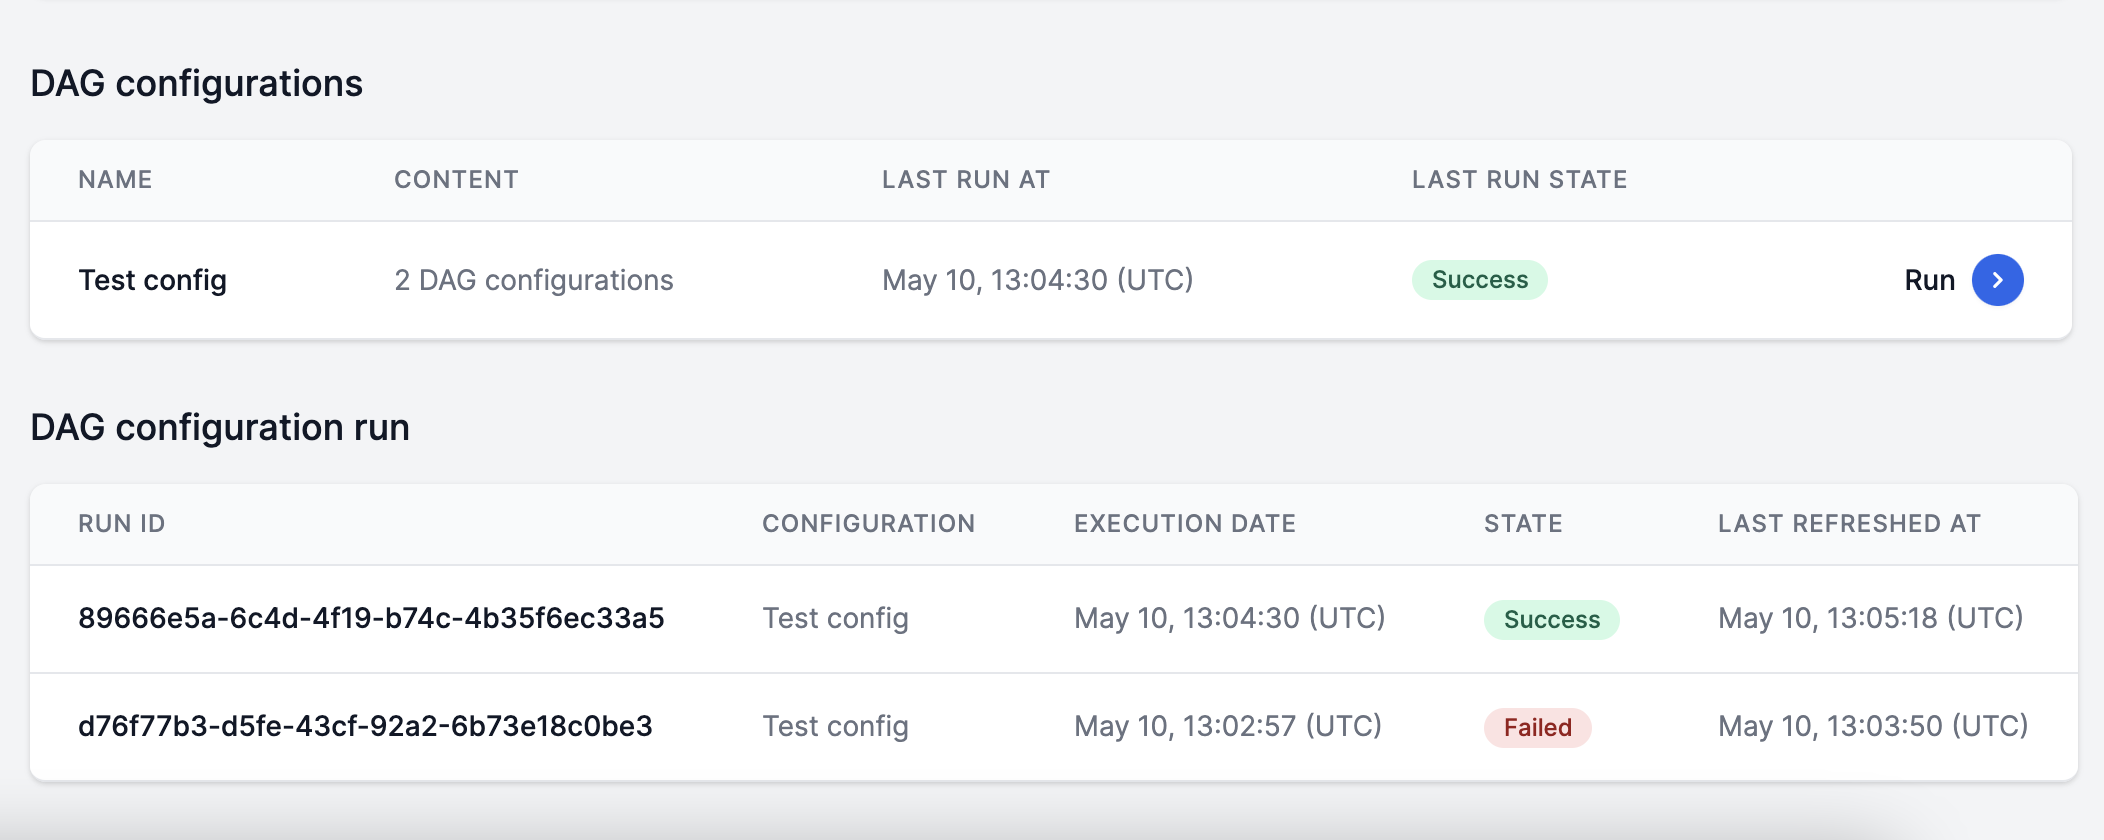 DAG configurations
NAME CONTENT LAST RUN AT LAST RUN STATE
Test config 2 DAG configurations May 10, 13:04:30 (UTC) Success Run
DAG configuration run
RUN ID CONFIGURATION EXECUTION DATE STATE LAST REFRESHED AT
89666e5a-6c4d-4f19-b74c-4b35f6ec33a5 Test config May 10, 13:04:30 (UTC) Success May 10, 13:05:18 (UTC)
d76f77b3-d5fe-43cf-92a2-6b73e18c0be3 Test config May 10, 13:02:57 (UTC) Failed May 10, 13:03:50 (UTC)